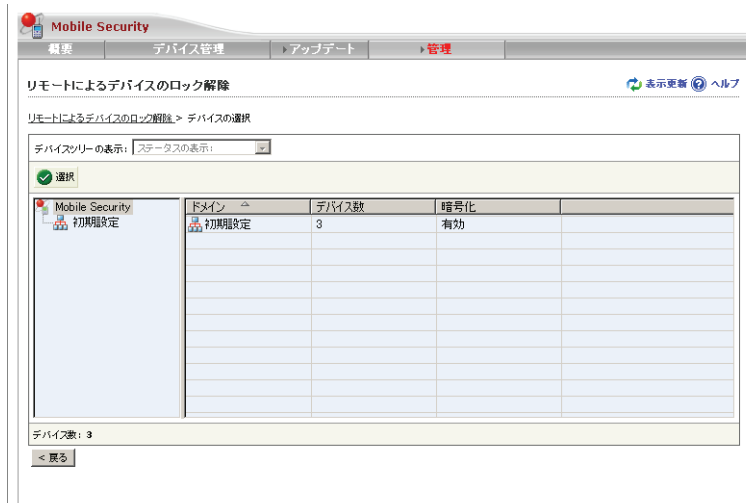 Mobile Security
概要 デバイス管理 アップデート 管理
リモートによるデバイスのロック解除 表示更新 ? ヘルプ
リモートによるデバイスのロック解除 > デバイスの選択
デバイスツリーの表示: ステータスの表示:
選択
Mobile Security ドメイン デバイス数 暗号化
初期設定 初期設定 3 有効
デバイス数: 3
< 戻る